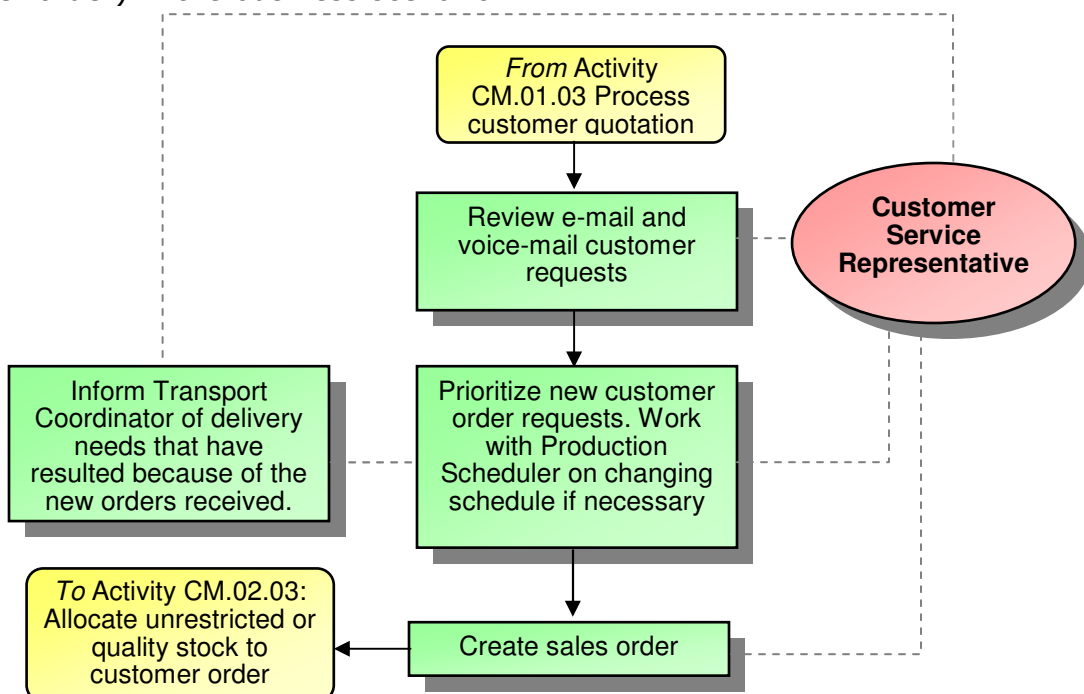 From Activity
CM.01.03 Process
customer quotation
Review e-mail and
voice-mail customer
requests
Customer
Service
Representative
Inform Transport
Coordinator of delivery
needs that have
resulted because of the
new orders received.
Prioritize new customer
order requests. Work
with Production
Scheduler on changing
schedule if necessary
To Activity CM.02.03:
Allocate unrestricted or
quality stock to
customer order
Create sales order